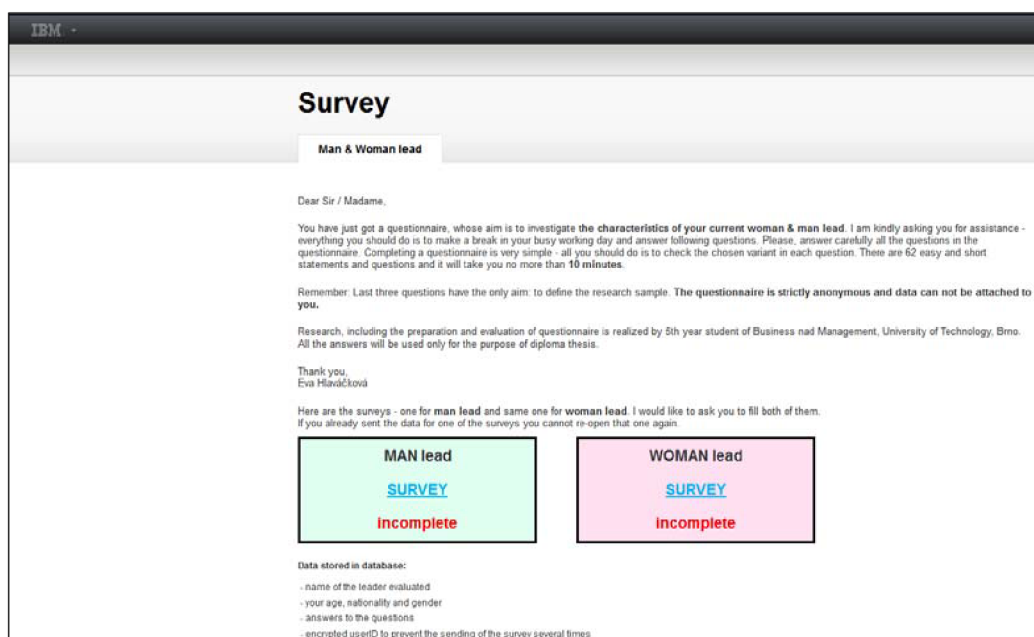 IBM
Survey
Man & Woman lead
Dear Sir / Madame,
You have just got a questionnaire, whose aim is to investigate the characteristics of your current woman & man lead. I am kindly asking you for assistance -
everything you should do is to make a break in your busy working day and answer following questions. Please, answer carefully all the questions in the
questionnaire. Completing a questionnaire is very simple - all you should do is to check the chosen variant in each question. There are 62 easy and short
statements and questions and it will take you no more than 10 minutes.
Remember: Last three questions have the only aim: to define the research sample. The questionnaire is strictly anonymous and data can not be attached to
you.
Research, including the preparation and evaluation of questionnaire is realized by 5th year student of Business nad Management, University of Technology, Brno.
All the answers will be used only for the purpose of diploma thesis.
Thank you,
Eva Hlaváčková
Here are the surveys - one for man lead and same one for woman lead. I would like to ask you to fill both of them.
If you already sent the data for one of the surveys you cannot re-open that one again.
MAN lead
SURVEY
incomplete
WOMAN lead
SURVEY
incomplete
Data stored in database:
- name of the leader evaluated
- your age, nationality and gender
- answers to the questions
- encrypted userID to prevent the sending of the survey several times